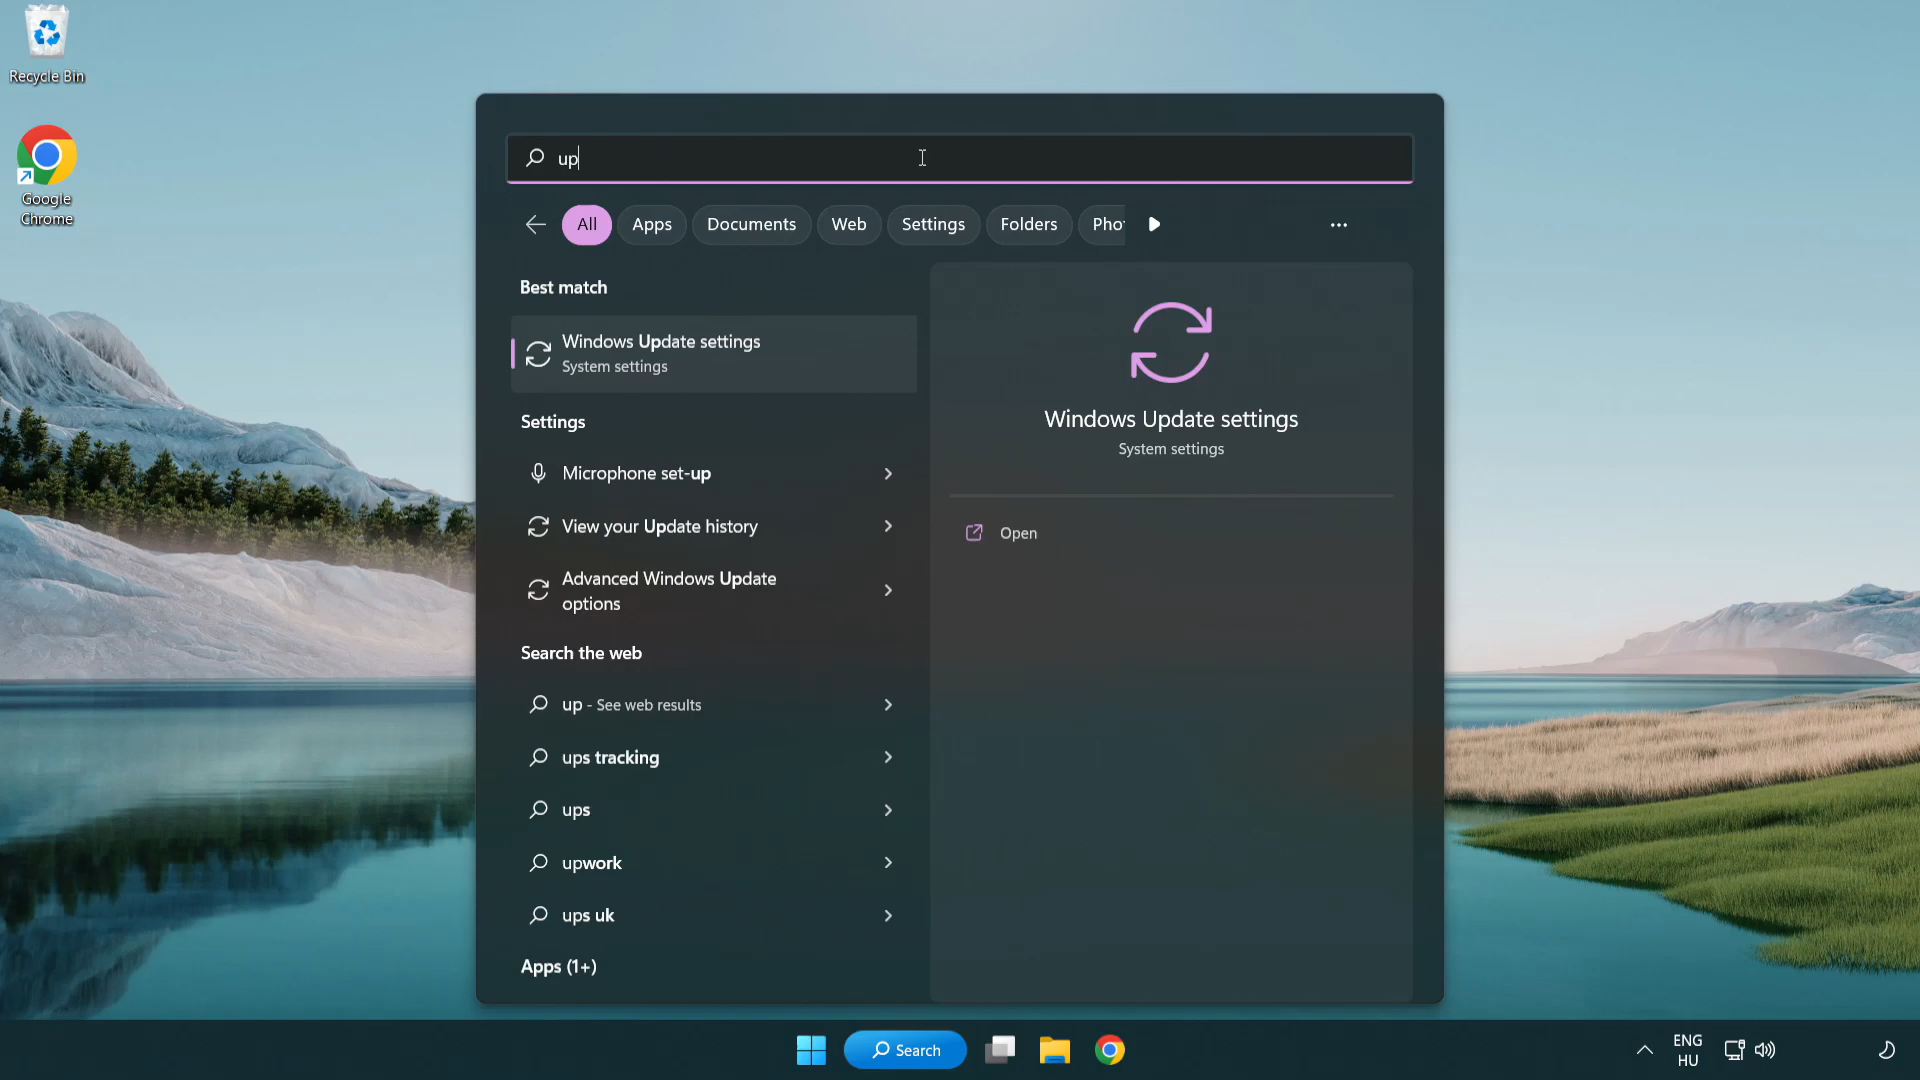 Recycle Bin
Google
Chrome
up
All
Apps
Documents
Web
Settings
Folders
Pho
Best match
Windows Update settings
System settings
Settings
Microphone set-up
View your Update history
Advanced Windows Update
options
Search the web
up - See web results
ups tracking
ups
upwork
ups uk
Apps (1+)
Windows Update settings
System settings
Open
Search
ENG
HU